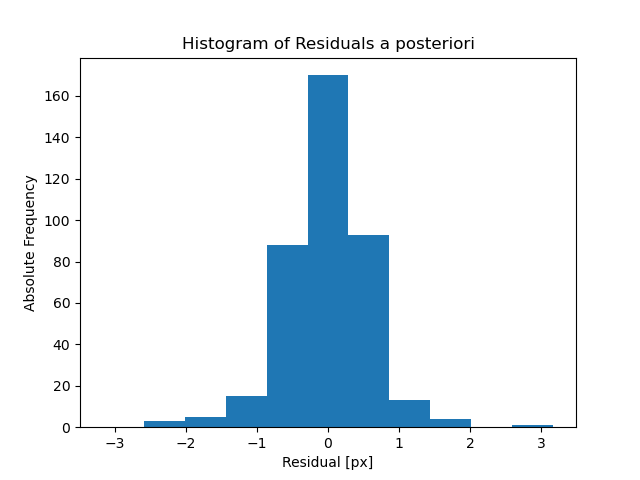 Histogram of Residuals a posteriori
Absolute Frequency
160
140
120
100
80
60
40
20
0
−3 −2 −1 0 1 2 3
Residual [px]